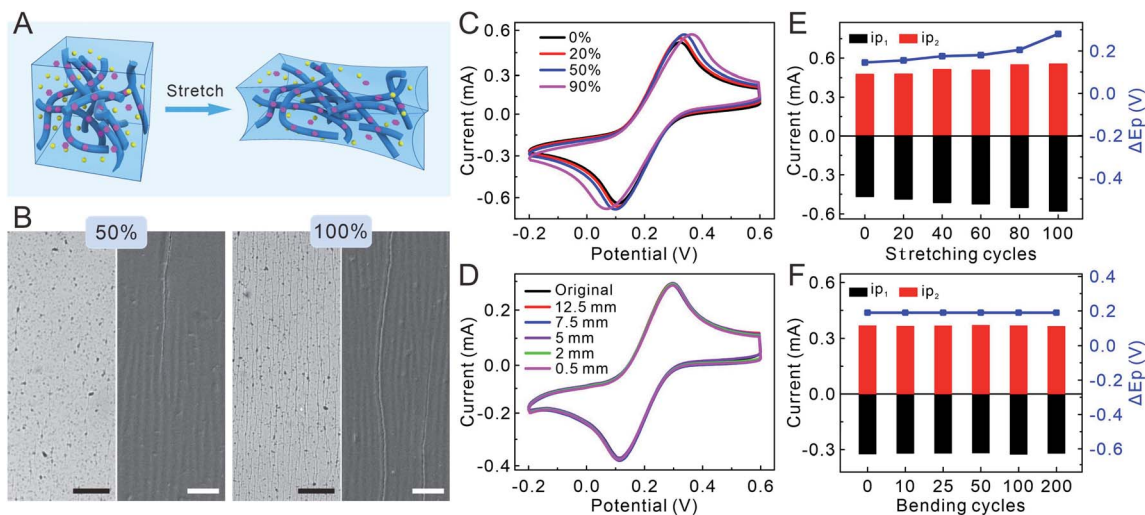 A
Stretch
B
50%
100%
C
0%
20%
50%
90%
Current (mA)
0.6
0.3
0.0
-0.3
-0.6
-0.2 0.0 0.2 0.4 0.6
Potential (V)
D
Original
12.5 mm
7.5 mm
5 mm
2 mm
0.5 mm
Current (mA)
0.2
0.0
-0.2
-0.4
-0.2 0.0 0.2 0.4 0.6
Potential (V)
E
ip₁ ip₂
Current (mA)
0.6
0.3
0.0
-0.3
-0.6
0.2
0.0
-0.2
-0.4
ΔEp (V)
0 20 40 60 80 100
Stretching cycles
F
ip₁ ip₂
Current (mA)
0.6
0.3
0.0
-0.3
0.4
0.2
0.0
-0.2
-0.4
-0.6
ΔEp (V)
0 10 25 50 100 200
Bending cycles